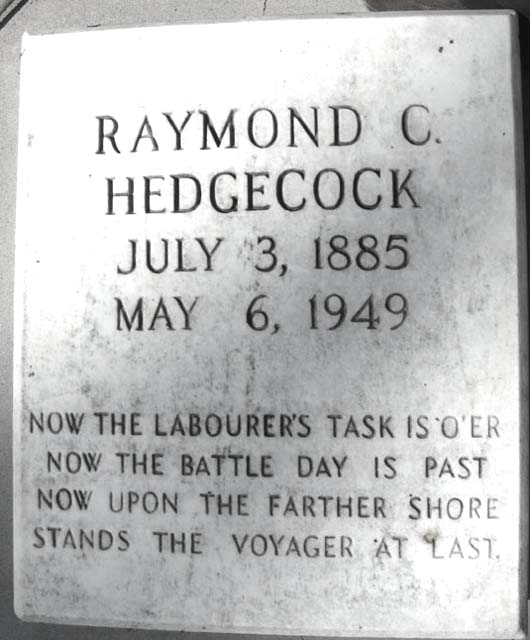 RAYMOND C.
HEDGECOCK
JULY 3, 1885
MAY 6, 1949
NOW THE LABOURER'S TASK IS O'ER
NOW THE BATTLE DAY IS PAST
NOW UPON THE FARTHER SHORE
STANDS THE VOYAGER AT LAST.